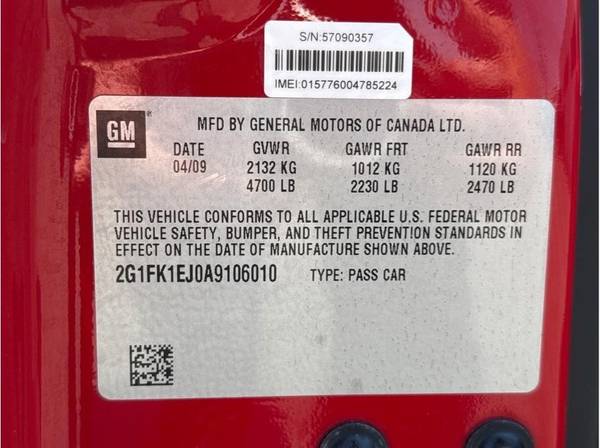 S/N:57090357
IMEI:015776004785224
GM
MFD BY GENERAL MOTORS OF CANADA LTD.
DATE GVWR GAWR FRT GAWR RR
04/09 2132 KG 1012 KG 1120 KG
4700 LB 2230 LB 2470 LB
THIS VEHICLE CONFORMS TO ALL APPLICABLE U.S. FEDERAL MOTOR
VEHICLE SAFETY, BUMPER, AND THEFT PREVENTION STANDARDS IN
EFFECT ON THE DATE OF MANUFACTURE SHOWN ABOVE.
2G1FK1EJ0A9106010 TYPE: PASS CAR